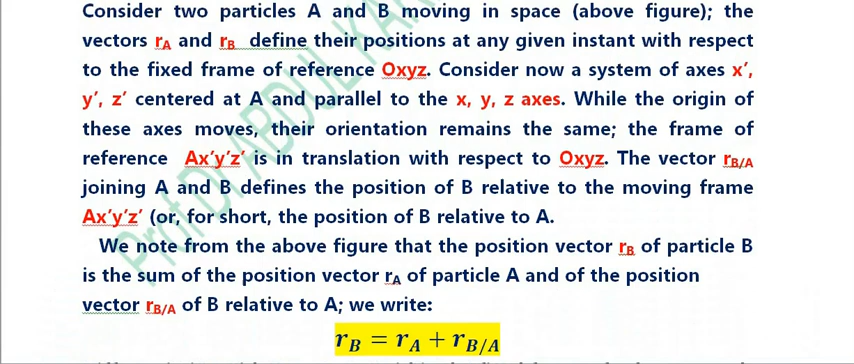 Consider two particles A and B moving in space (above figure); the
vectors rA and rB define their positions at any given instant with respect
to the fixed frame of reference Oxyz. Consider now a system of axes x′,
y′, z′ centered at A and parallel to the x, y, z axes. While the origin of
these axes moves, their orientation remains the same; the frame of
reference Ax′y′z′ is in translation with respect to Oxyz. The vector rB/A
joining A and B defines the position of B relative to the moving frame
Ax′y′z′ (or, for short, the position of B relative to A.
We note from the above figure that the position vector rB of particle B
is the sum of the position vector rA of particle A and of the position
vector rB/A of B relative to A; we write:
rB = rA + rB/A